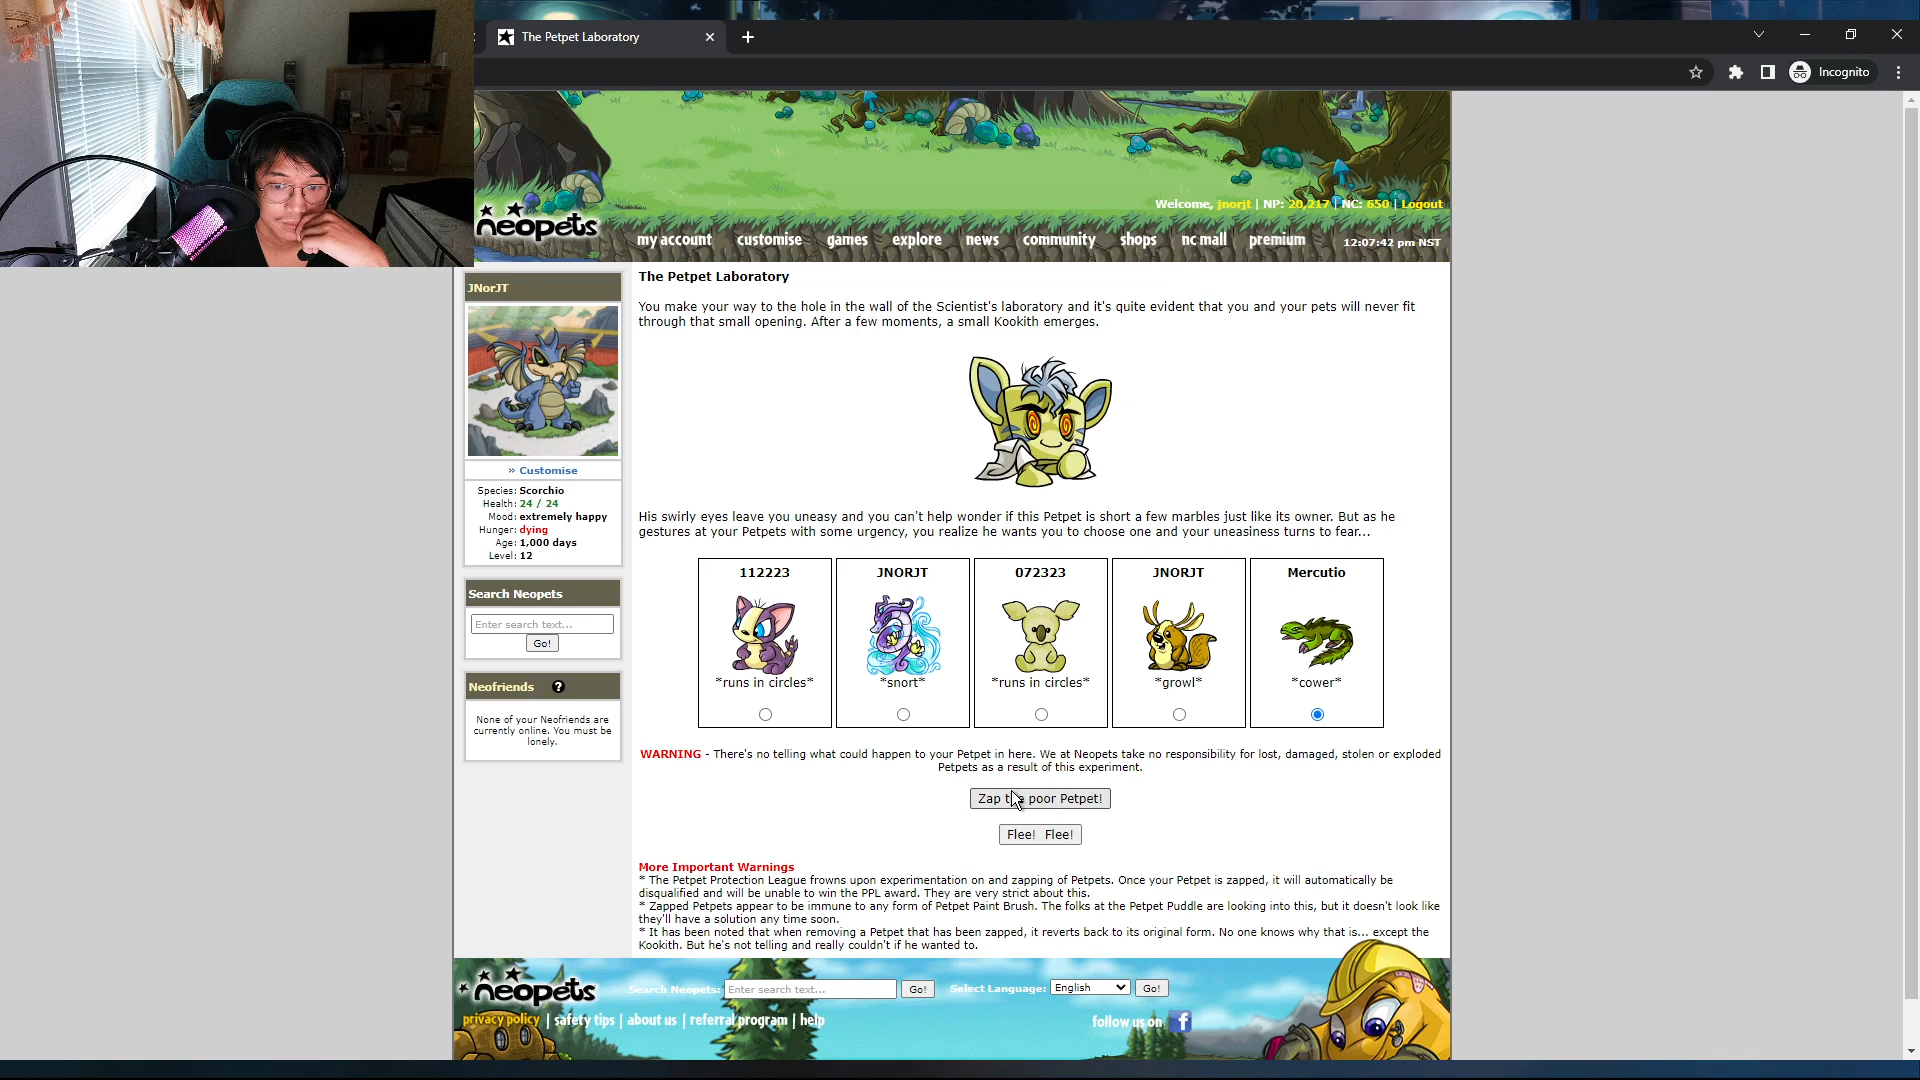 The Petpet Laboratory
Incognito
Welcome, jnorjt | NP: 20,217 | NC: 650 | Logout
neopets
my account customise games explore news community shops nc mall premium 12:07:42 pm NST
JNorJT
» Customise
Species: Scorchio
Health: 24 / 24
Mood: extremely happy
Hunger: dying
Age: 1,000 days
Level: 12
Search Neopets
Enter search text...
Go!
Neofriends ?
None of your Neofriends are
currently online. You must be
lonely.
The Petpet Laboratory
You make your way to the hole in the wall of the Scientist's laboratory and it's quite evident that you and your pets will never fit
through that small opening. After a few moments, a small Kookith emerges.
His swirly eyes leave you uneasy and you can't help wonder if this Petpet is short a few marbles just like its owner. But as he
gestures at your Petpets with some urgency, you realize he wants you to choose one and your uneasiness turns to fear...
112223 JNORJT 072323 JNORJT Mercutio
*runs in circles* *snort* *runs in circles* *growl* *cower*
WARNING - There's no telling what could happen to your Petpet in here. We at Neopets take no responsibility for lost, damaged, stolen or exploded
Petpets as a result of this experiment.
Zap the poor Petpet!
Flee! Flee!
More Important Warnings
* The Petpet Protection League frowns upon experimentation on and zapping of Petpets. Once your Petpet is zapped, it will automatically be
disqualified and will be unable to win the PPL award. They are very strict about this.
* Zapped Petpets appear to be immune to any form of Petpet Paint Brush. The folks at the Petpet Puddle are looking into this, but it doesn't look like
they'll have a solution any time soon.
* It has been noted that when removing a Petpet that has been zapped, it reverts back to its original form. No one knows why that is... except the
Kookith. But he's not telling and really couldn't if he wanted to.
neopets
Search Neopets: Enter search text... Go! Select Language: English Go!
privacy policy | safety tips | about us | referral program | help
follow us on f